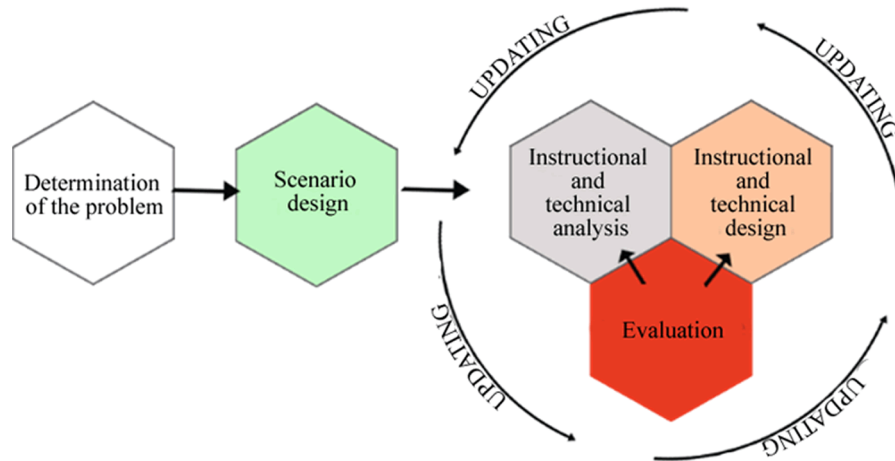 Determination
of the problem
Scenario
design
UPDATING
UPDATING
Instructional
and
technical
analysis
Instructional
and
technical
design
Evaluation
UPDATING
UPDATING